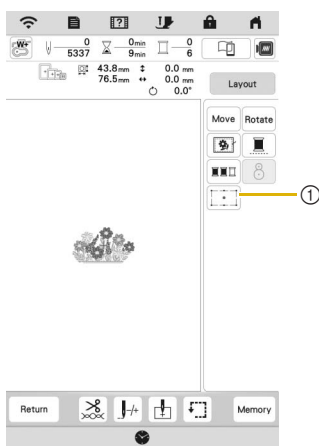 W+
0
5337
0min
9min
0
6
43.8mm
76.5mm
0.0 mm
0.0 mm
0.0°
Layout
Move
Rotate
1
Return
-/+
Memory